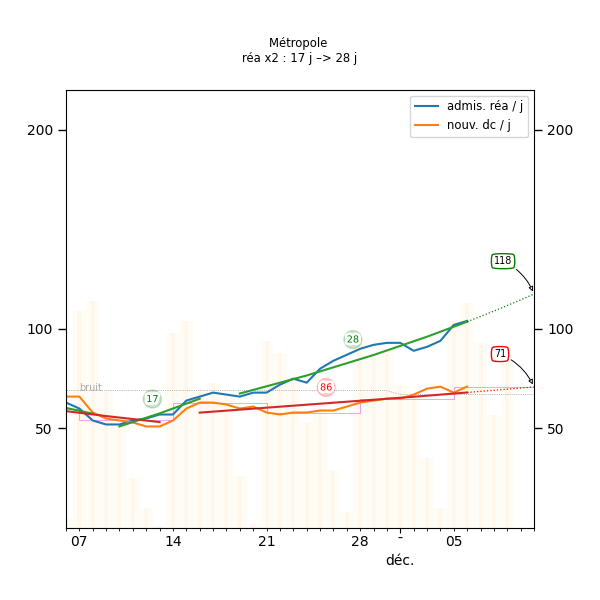 Métropole
réa x2 : 17 j –> 28 j
admis. réa / j
nouv. dc / j
200
200
118
100
100
28
71
86
bruit
17
50
50
07
14
21
28
-
05
déc.